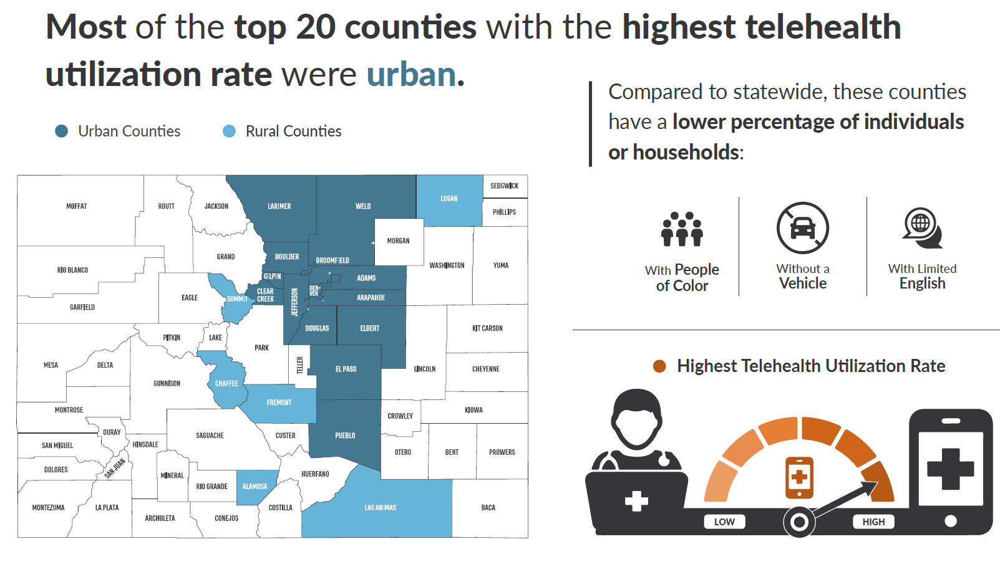 Most of the top 20 counties with the highest telehealth
utilization rate were urban.
Urban Counties
Rural Counties
Compared to statewide, these counties
have a lower percentage of individuals
or households:
With People
of Color
Without a
Vehicle
With Limited
English
Highest Telehealth Utilization Rate
LOW
HIGH
MOFFAT
ROUTT
JACKSON
LARIMER
WELD
LOGAN
SEDGWICK
PHILLIPS
MORGAN
GRAND
BOULDER
BROOMFIELD
WASHINGTON
YUMA
RIO BLANCO
GILPIN
ADAMS
EAGLE
SUMMIT
CLEAR
CREEK
JEFFERSON
DEN-
VER
ARAPAHOE
GARFIELD
DOUGLAS
ELBERT
KIT CARSON
PITKIN
LAKE
PARK
MESA
DELTA
TELLER
EL PASO
LINCOLN
CHEYENNE
GUNNISON
CHAFFEE
FREMONT
MONTROSE
CROWLEY
KIOWA
OURAY
SAGUACHE
CUSTER
PUEBLO
SAN MIGUEL
HINSDALE
OTERO
BENT
PROWERS
DOLORES
SAN JUAN
MINERAL
RIO GRANDE
ALAMOSA
HUERFANO
MONTEZUMA
LA PLATA
ARCHULETA
CONEJOS
COSTILLA
LAS ANIMAS
BACA